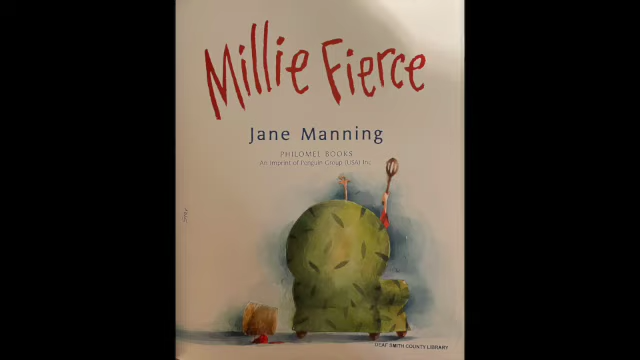 Millie Fierce
Jane Manning
PHILOMEL BOOKS
An Imprint of Penguin Group (USA) Inc.
DEAF SMITH COUNTY LIBRARY